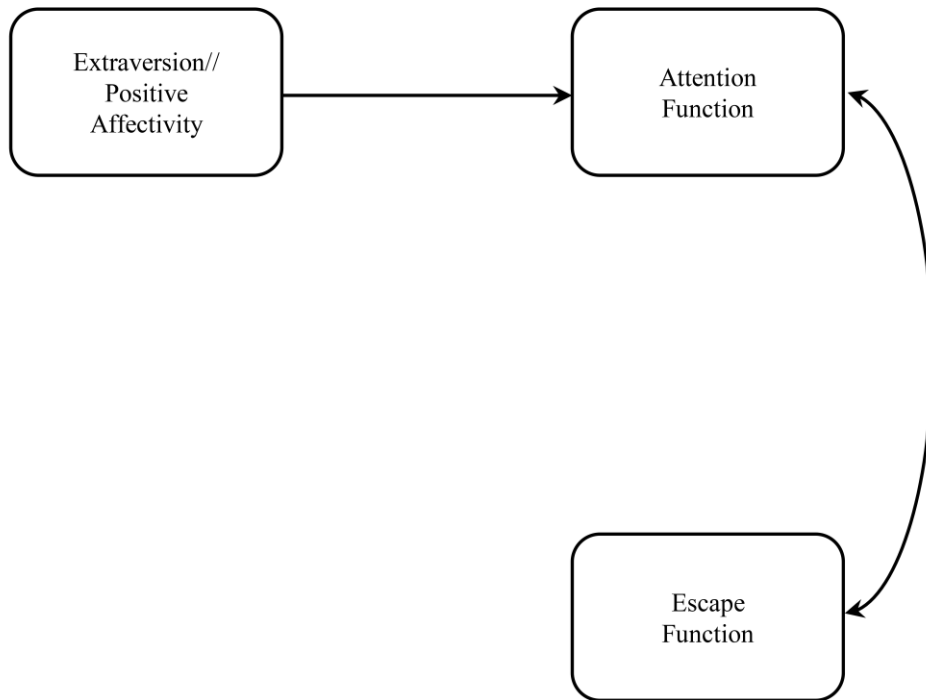 Extraversion//
Positive
Affectivity
Attention
Function
Escape
Function